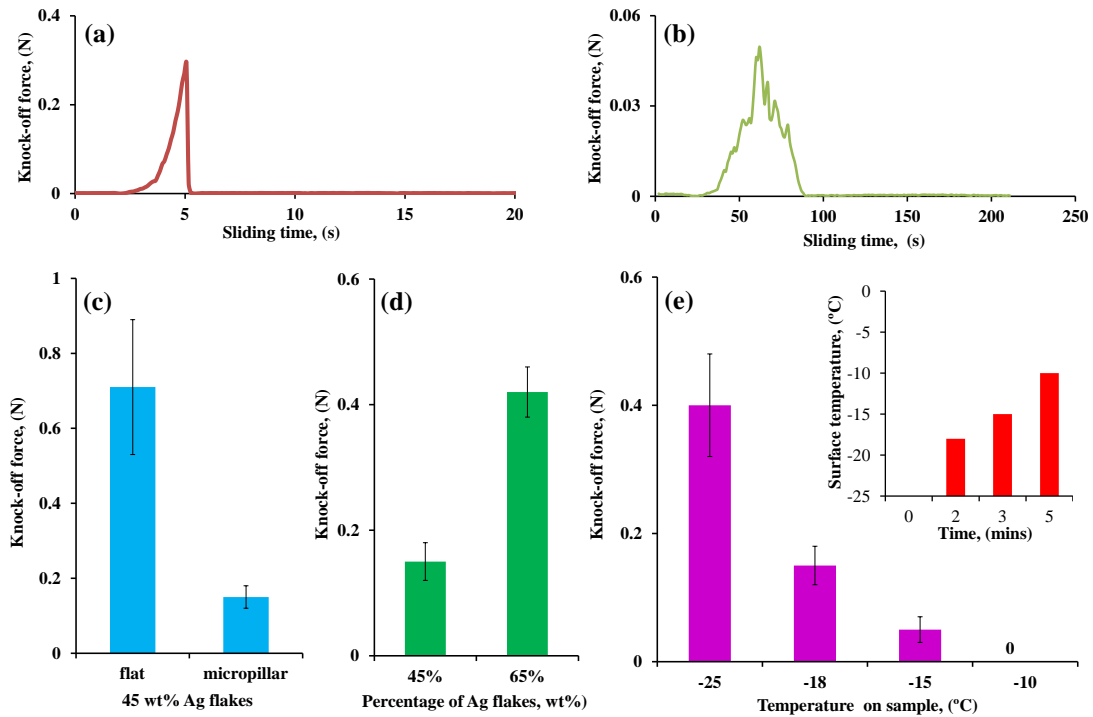 (a)
Knock-off force, (N)
0.4
0.2
0
0 5 10 15 20
Sliding time, (s)
(b)
Knock-off force, (N)
0.06
0.03
0
0 50 100 150 200 250
Sliding time, (s)
(c)
Knock-off force, (N)
1
0.8
0.6
0.4
0.2
0
flat micropillar
45 wt% Ag flakes
(d)
Knock-off force, (N)
0.6
0.4
0.2
0
45% 65%
Percentage of Ag flakes, wt%)
(e)
Knock-off force, (N)
0.6
0.4
0.2
0
0
-25 -18 -15 -10
Temperature on sample, (ºC)
Surface temperature, (ºC)
0
-5
-10
-15
-20
-25
0 2 3 5
Time, (mins)